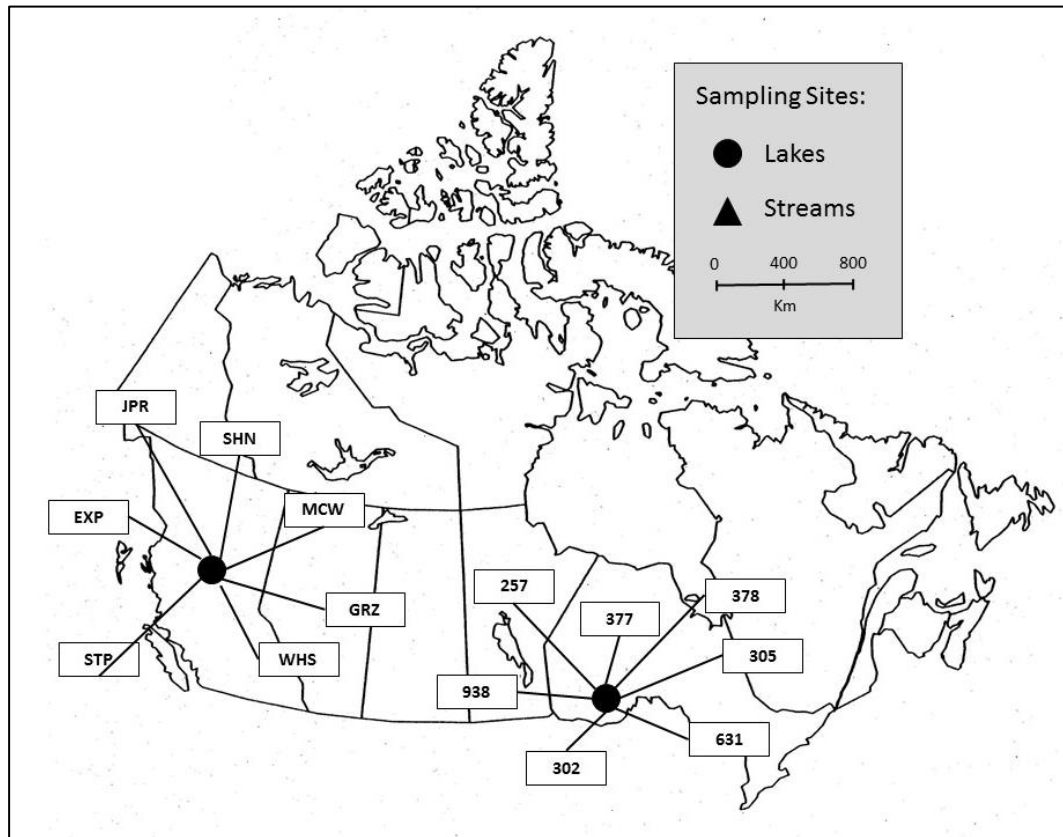 Sampling Sites:
Lakes
Streams
0 400 800
Km
JPR
SHN
EXP
MCW
GRZ
STP
WHS
257
377
378
305
938
631
302